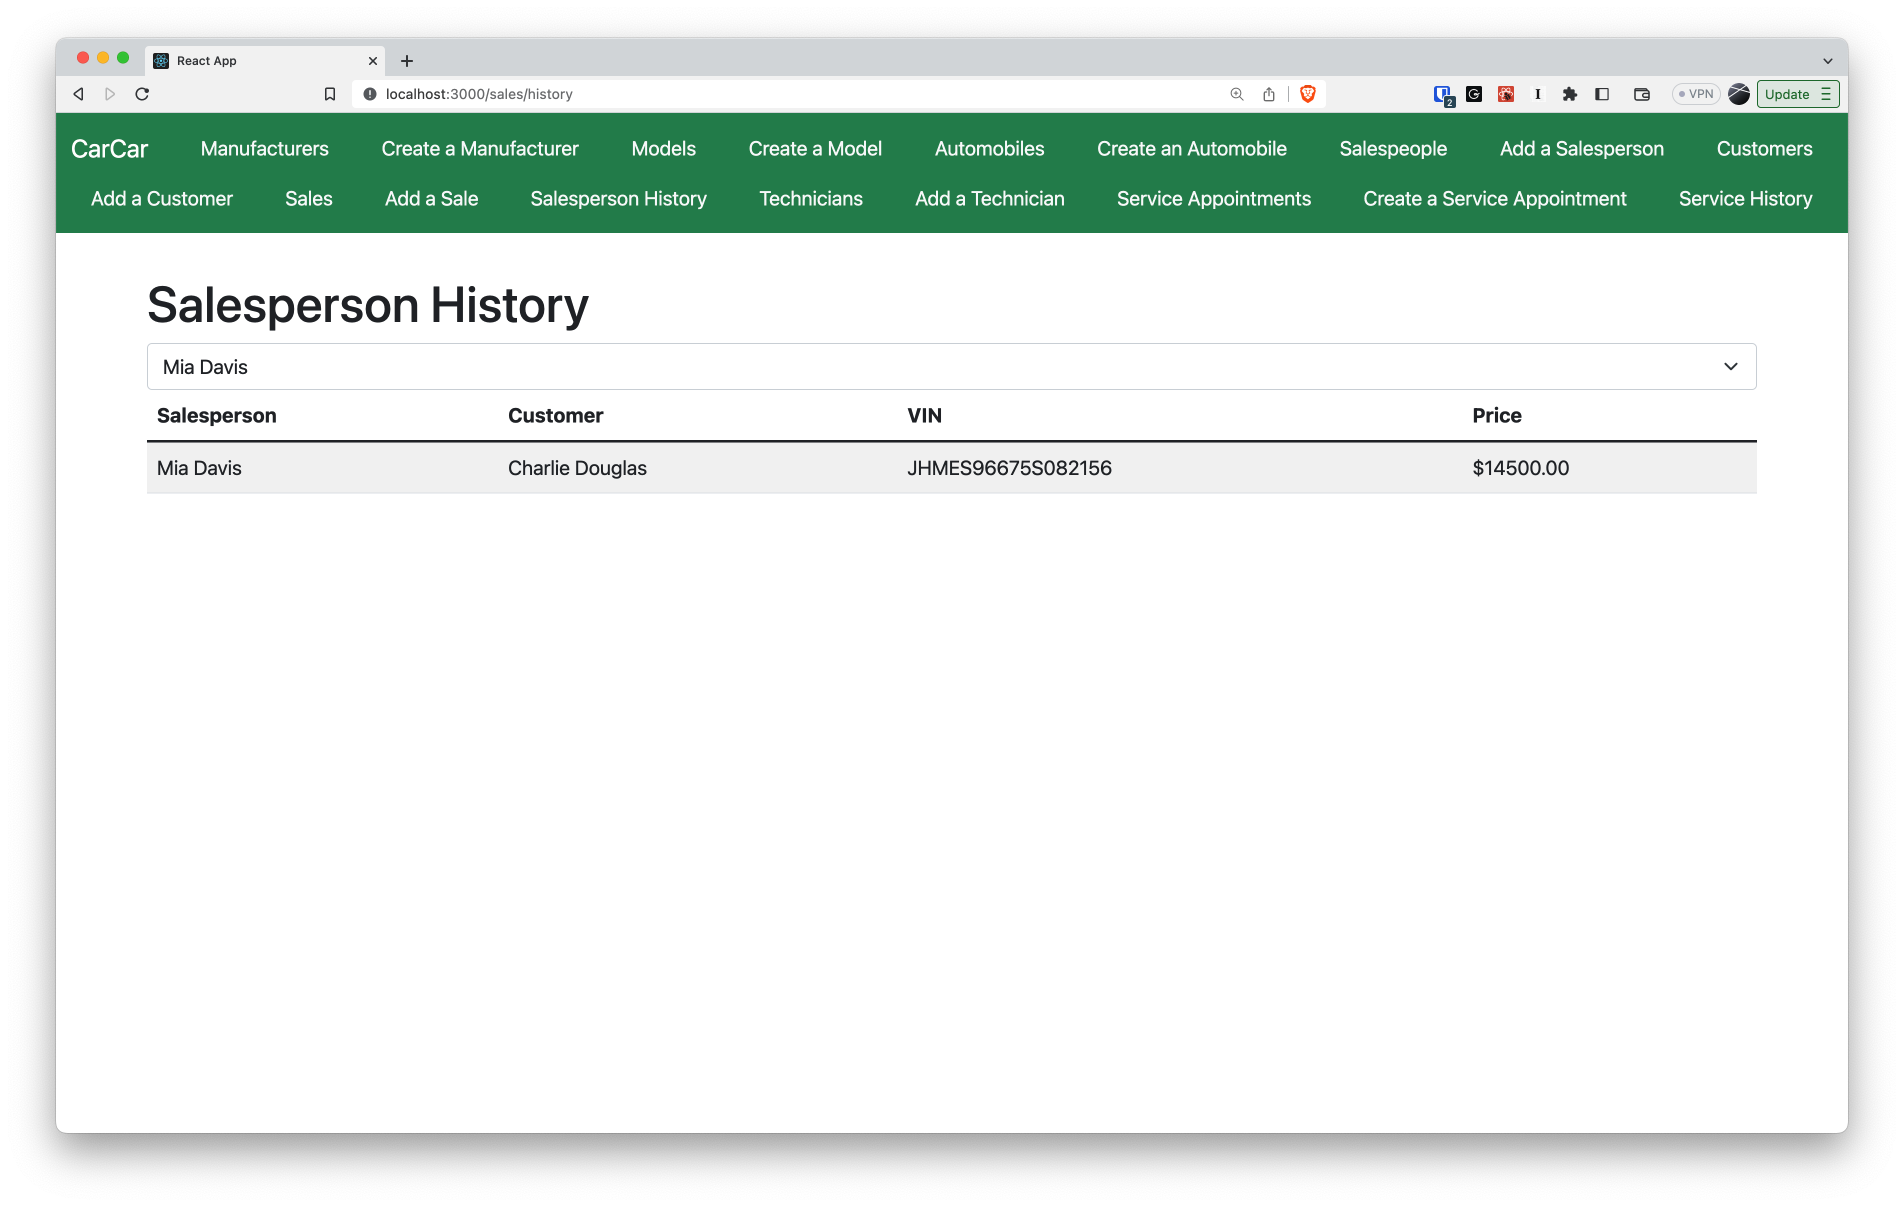 React App
localhost:3000/sales/history
2
G
I
VPN
Update
CarCar Manufacturers Create a Manufacturer Models Create a Model Automobiles Create an Automobile Salespeople Add a Salesperson Customers
Add a Customer Sales Add a Sale Salesperson History Technicians Add a Technician Service Appointments Create a Service Appointment Service History
Salesperson History
Mia Davis
Salesperson Customer VIN Price
Mia Davis Charlie Douglas JHMES96675S082156 $14500.00